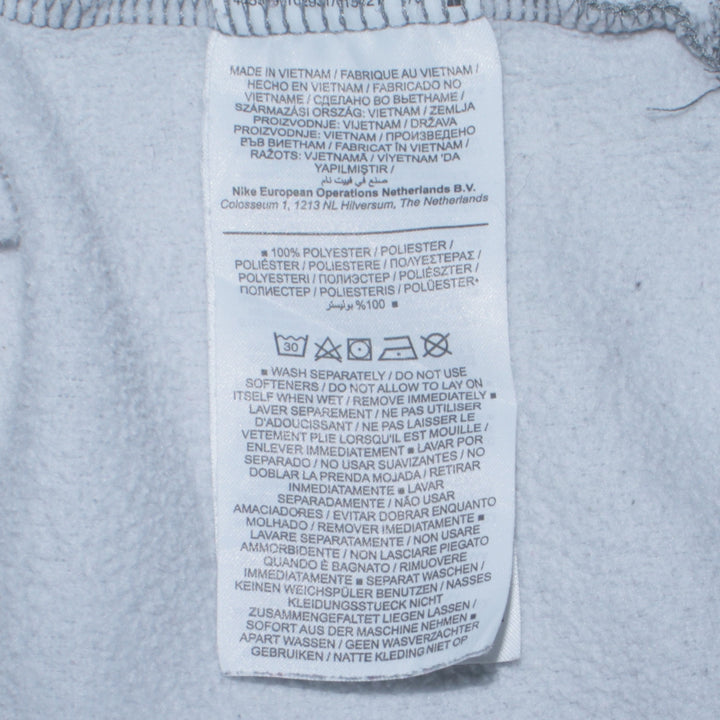 MADE IN VIETNAM / FABRIQUE AU VIETNAM /
HECHO EN VIETNAM / FABRICADO NO
VIETNAME / СДЕЛАНО ВО ВЬЕТНАМЕ /
SZÁRMAZÁSI ORSZÁG: VIETNAM / ZEMLJA
PROIZVODNJE: VIJETNAM / DRŽAVA
PROIZVODNJE: VIETNAM / ПРОИЗВЕДЕНО
ВЪВ ВИЕТНАМ / FABRICAT ÎN VIETNAM /
RAŽOTS: VJETNAMĀ / VİYETNAM 'DA
YAPILMIŞTIR /
صنع في فييت نام
Nike European Operations Netherlands B.V.
Colosseum 1, 1213 NL Hilversum, The Netherlands
■ 100% POLYESTER / POLIESTER /
POLIÉSTER / POLIESTERE / ΠΟΛΥΕΣΤΕΡΑΣ /
POLYESTERI / ПОЛИЭСТЕР / POLIÉSZTER /
ПОЛИЕСТЕР / POLIESTERIS / POLÜESTER
100% بوليستر ■
30
■ WASH SEPARATELY / DO NOT USE
SOFTENERS / DO NOT ALLOW TO LAY ON
ITSELF WHEN WET / REMOVE IMMEDIATELY ■
LAVER SEPAREMENT / NE PAS UTILISER
D'ADOUCISSANT / NE PAS LAISSER LE
VETEMENT PLIE LORSQU'IL EST MOUILLE /
ENLEVER IMMEDIATEMENT ■ LAVAR POR
SEPARADO / NO USAR SUAVIZANTES / NO
DOBLAR LA PRENDA MOJADA / RETIRAR
INMEDIATAMENTE ■ LAVAR
SEPARADAMENTE / NÃO USAR
AMACIADORES / EVITAR DOBRAR ENQUANTO
MOLHADO / REMOVER IMEDIATAMENTE ■
LAVARE SEPARATAMENTE / NON USARE
AMMORBIDENTE / NON LASCIARE PIEGATO
QUANDO È BAGNATO / RIMUOVERE
IMMEDIATAMENTE ■ SEPARAT WASCHEN /
KEINEN WEICHSPÜLER BENUTZEN / NASSES
KLEIDUNGSSTUECK NICHT
ZUSAMMENGEFALTET LIEGEN LASSEN /
SOFORT AUS DER MASCHINE NEHMEN ■
APART WASSEN / GEEN WASVERZACHTER
GEBRUIKEN / NATTE KLEDING NIET OP